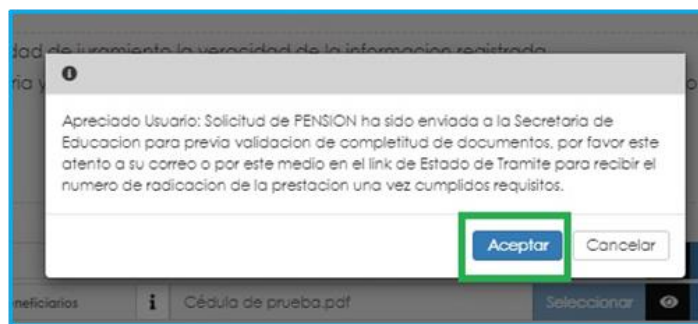 dad de juramiento la veracidad de la informacion registrada
ria y
Apreciado Usuario: Solicitud de PENSION ha sido enviada a la Secretaria de
Educacion para previa validacion de completitud de documentos, por favor este
atento a su correo o por este medio en el link de Estado de Tramite para recibir el
numero de radicacion de la prestacion una vez cumplidos requisitos.
Aceptar Cancelar
neficiarios i Cédula de prueba.pdf Seleccionar